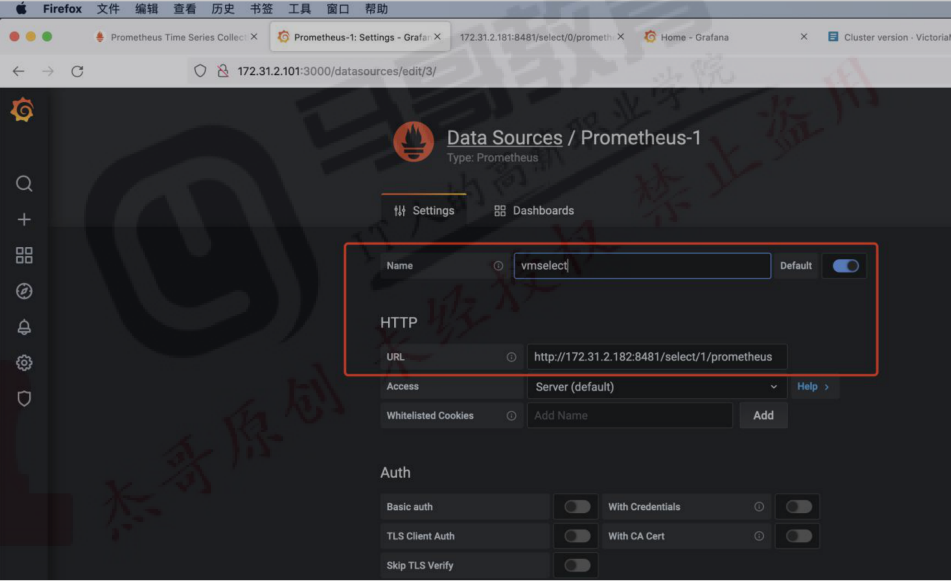 Firefox 文件 编辑 查看 历史 书签 工具 窗口 帮助
Prometheus Time Series Collect × Prometheus-1: Settings - Grafan × 172.31.2.181:8481/select/0/prometh × Home - Grafana × Cluster version · Victoria
172.31.2.101:3000/datasources/edit/3/
Data Sources / Prometheus-1
Type: Prometheus
Settings Dashboards
Name vmselect Default
HTTP
URL http://172.31.2.182:8481/select/1/prometheus
Access Server (default) Help >
Whitelisted Cookies Add Name Add
Auth
Basic auth With Credentials
TLS Client Auth With CA Cert
Skip TLS Verify
马哥教育
IT人的高薪职业学院
杰哥原创 未经授权 禁止盗用